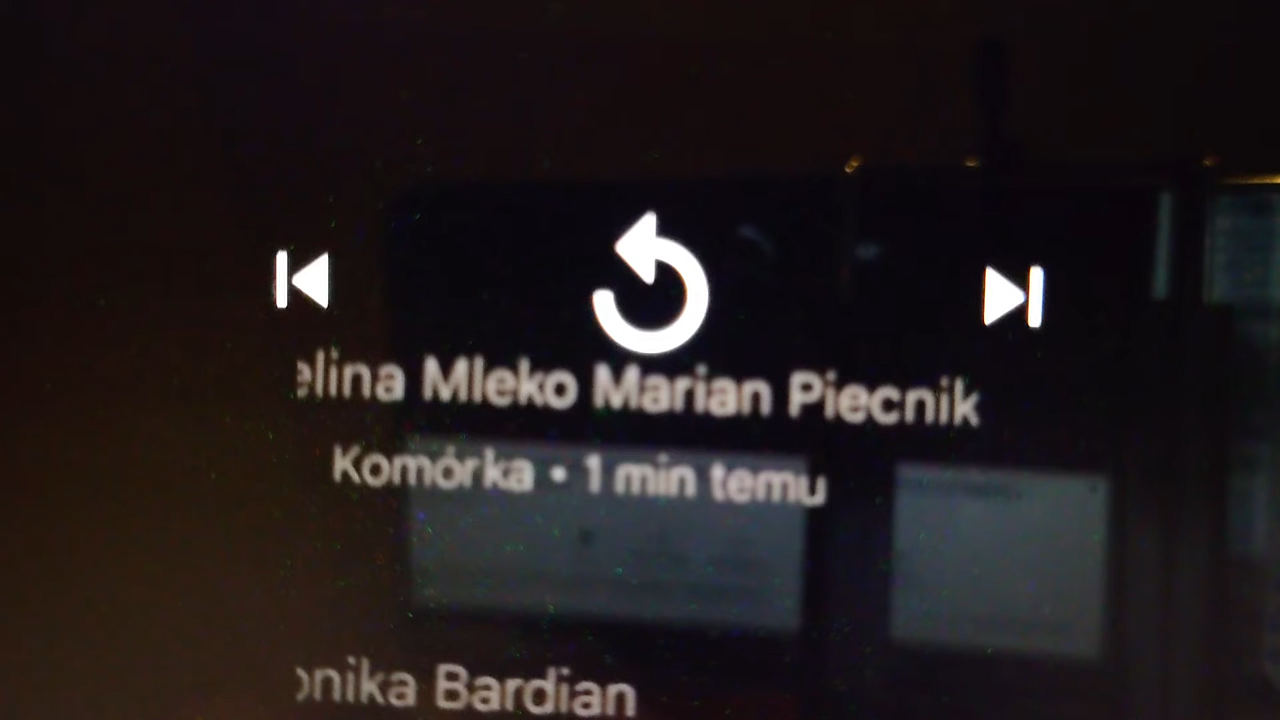 elina Mleko Marian Piecnik
Komórka • 1 min temu
onika Bardian